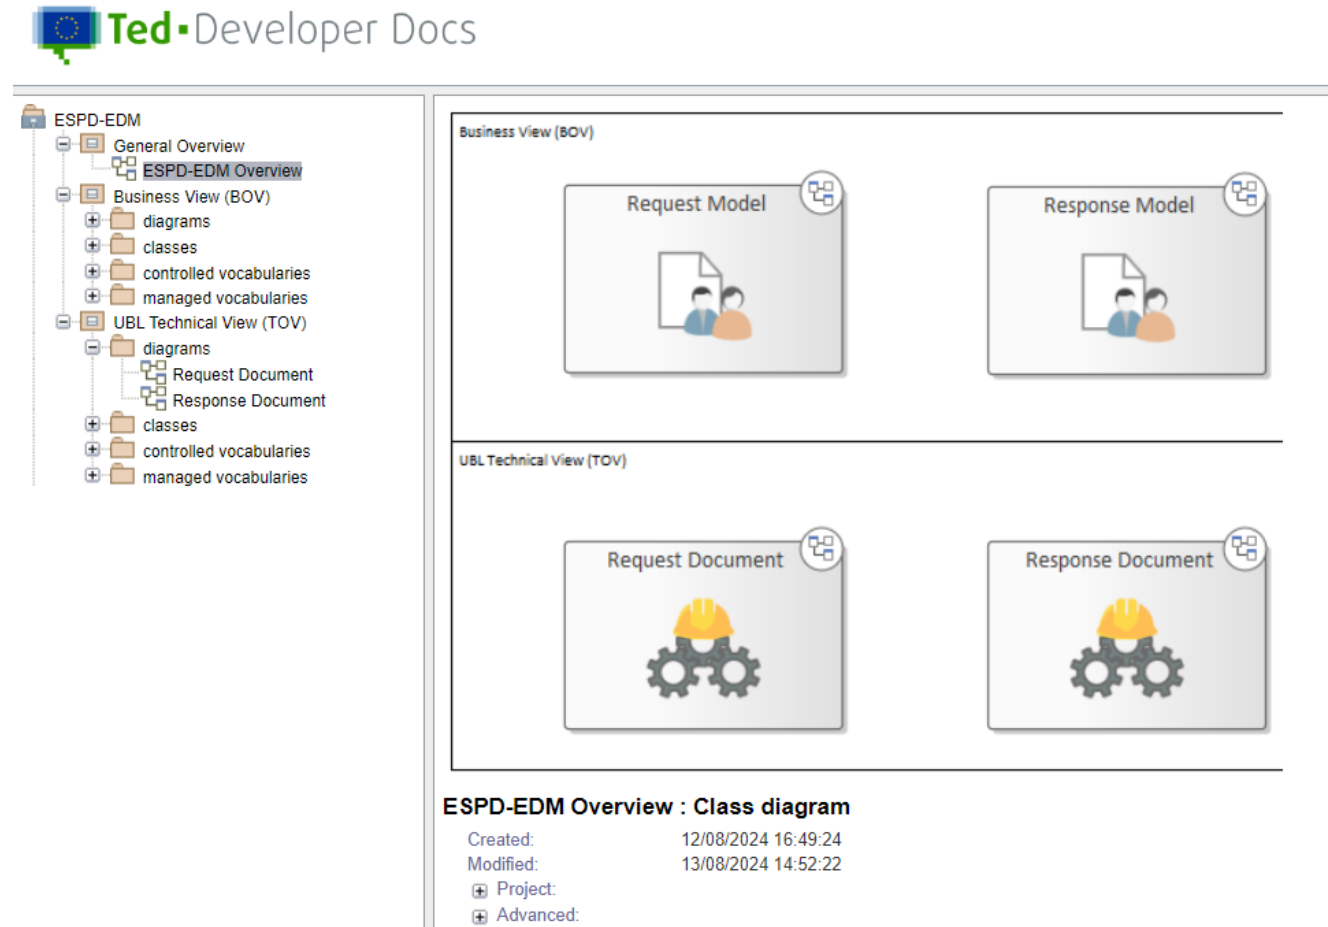 Ted▪Developer Docs
ESPD-EDM
General Overview
ESPD-EDM Overview
Business View (BOV)
diagrams
classes
controlled vocabularies
managed vocabularies
UBL Technical View (TOV)
diagrams
Request Document
Response Document
classes
controlled vocabularies
managed vocabularies
Business View (BOV)
Request Model
Response Model
UBL Technical View (TOV)
Request Document
Response Document
ESPD-EDM Overview : Class diagram
Created: 12/08/2024 16:49:24
Modified: 13/08/2024 14:52:22
Project:
Advanced: